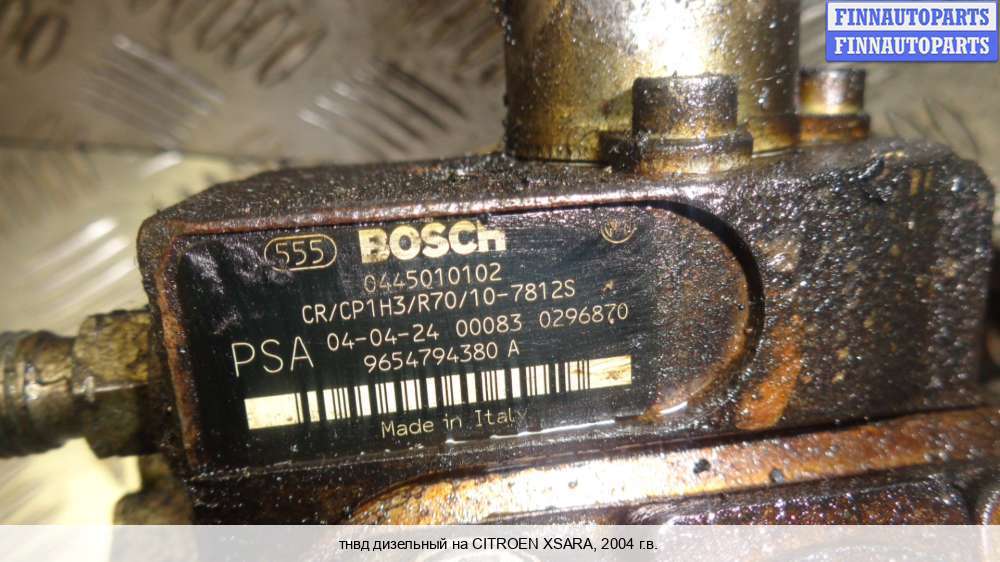 FINNAUTOPARTS
FINNAUTOPARTS
555 BOSCH
0445010102
CR/CP1H3/R70/10-7812S
PSA 04-04-24 00083 0296870
9654794380 A
Made in Italy
тнвд дизельный на CITROEN XSARA, 2004 г.в.